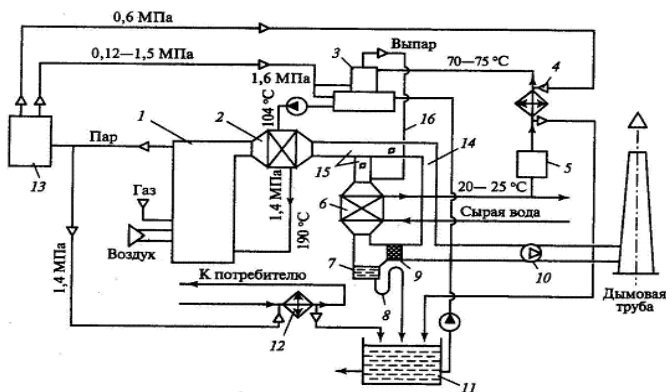 0,6 МПа
0,12—1,5 МПа
Выпар
70—75 °C
3
4
1,6 МПа
104 °C
1
2
16
14
Пар
15
5
13
20—25 °C
Газ
1,4 МПа
190 °C
6
Сырая вода
Воздух
1,4 МПа
7
9
10
К потребителю
8
Дымовая
труба
12
11